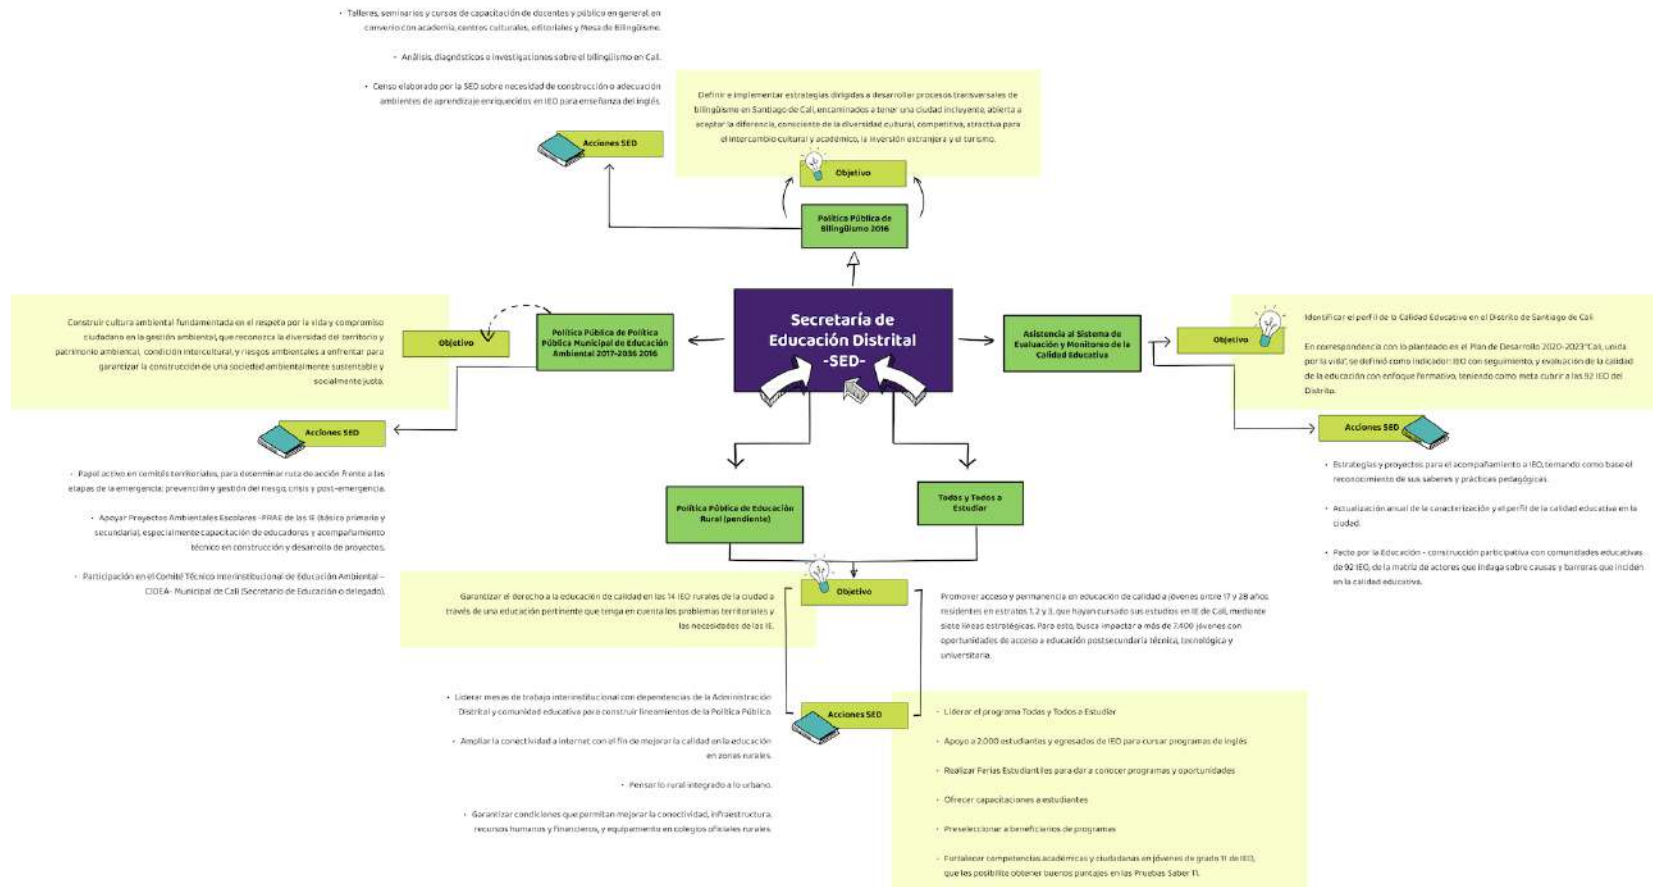 • Talleres, seminarios y cursos de capacitación de docentes y público en general, en
convenio con academia, centros culturales, editoriales y Mesa de Bilingüisme.
• Análisis, diagnósticos e investigaciones sobre el bilingüismo en Cali.
• Censo elaborado por la SED sobre necesidad de construcción o adecuación
ambientes de aprendizaje enriquecidos en IEO para enseñanza del inglés.
Acciones SED
Definir e implementar estrategias dirigidas a desarrollar procesos transversales de
bilingüismo en Santiago de Cali, encaminados a tener una ciudad incluyente, abierta a
aceptar la diferencia, consciente de la diversidad cultural, competitiva, atractiva para
el intercambio cultural y académico, la inversión extranjera y el turismo.
Objetivo
Política Pública de
Bilingüismo 2016
Construir cultura ambiental fundamentada en el respeto por la vida y compromiso
ciudadano en la gestión ambiental, que reconozca la diversidad del territorio y
patrimonio ambiental, condición intercultural, y riesgos ambientales a enfrentar para
garantizar la construcción de una sociedad ambientalmente sustentable y
socialmente justa.
Objetivo
Política Pública de Política
Pública Municipal de Educación
Ambiental 2017-2036 2016
Secretaría de
Educación Distrital
-SED-
Asistencia al Sistema de
Evaluación y Monitoreo de la
Calidad Educativa
Objetivo
Identificar el perfil de la Calidad Educativa en el Distrito de Santiago de Cali
En correspondencia con lo planteado en el Plan de Desarrollo 2020-2023 "Cali, unida
por la vida", se definió como indicador: IEO con seguimiento, y evaluación de la calidad
de la educación con enfoque formativo, teniendo como meta cubrir a las 92 IEO del
Distrito.
Acciones SED
• Papel activo en comités territoriales, para determinar ruta de acción frente a las
etapas de la emergencia: prevención y gestión del riesgo, crisis y post-emergencia.
• Apoyar Proyectos Ambientales Escolares -PRAE de las IE (básica primaria y
secundaria), especialmente capacitación de educadores y acompañamiento
técnico en construcción y desarrollo de proyectos.
• Participación en el Comité Técnico Interinstitucional de Educación Ambiental –
CIDEA- Municipal de Cali (Secretario de Educación o delegado).
Acciones SED
• Estrategias y proyectos para el acompañamiento a IEO, tomando como base el
reconocimiento de sus saberes y prácticas pedagógicas.
• Actualización anual de la caracterización y el perfil de la calidad educativa en la
ciudad.
• Pacto por la Educación - construcción participativa con comunidades educativas
de 92 IEO, de la matriz de actores que indaga sobre causas y barreras que inciden
en la calidad educativa.
Política Pública de Educación
Rural (pendiente)
Todas y Todos a
Estudiar
Objetivo
Garantizar el derecho a la educación de calidad en las 14 IEO rurales de la ciudad a
través de una educación pertinente que tenga en cuenta los problemas territoriales y
las necesidades de las IE.
Promover acceso y permanencia en educación de calidad a jóvenes entre 17 y 28 años,
residentes en estratos 1, 2 y 3, que hayan cursado sus estudios en IE de Cali, mediante
siete líneas estratégicas. Para esto, busca impactar a más de 7.400 jóvenes con
oportunidades de acceso a educación postsecundaria técnica, tecnológica y
universitaria.
Acciones SED
• Liderar mesas de trabajo interinstitucional con dependencias de la Administración
Distrital y comunidad educativa para construir lineamientos de la Política Pública
• Ampliar la conectividad a internet con el fin de mejorar la calidad en la educación
en zonas rurales.
• Pensar lo rural integrado a lo urbano.
• Garantizar condiciones que permitan mejorar la conectividad, infraestructura,
recursos humanos y financieros, y equipamiento en colegios oficiales rurales.
• Liderar el programa Todas y Todos a Estudiar
• Apoyo a 2.000 estudiantes y egresados de IEO para cursar programas de inglés
• Realizar Ferias Estudiantiles para dar a conocer programas y oportunidades
• Ofrecer capacitaciones a estudiantes
• Preseleccionar a beneficiarios de programas
• Fortalecer competencias académicas y ciudadanas en jóvenes de grado 11 de IEO,
que les posibilite obtener buenos puntajes en las Pruebas Saber 11.